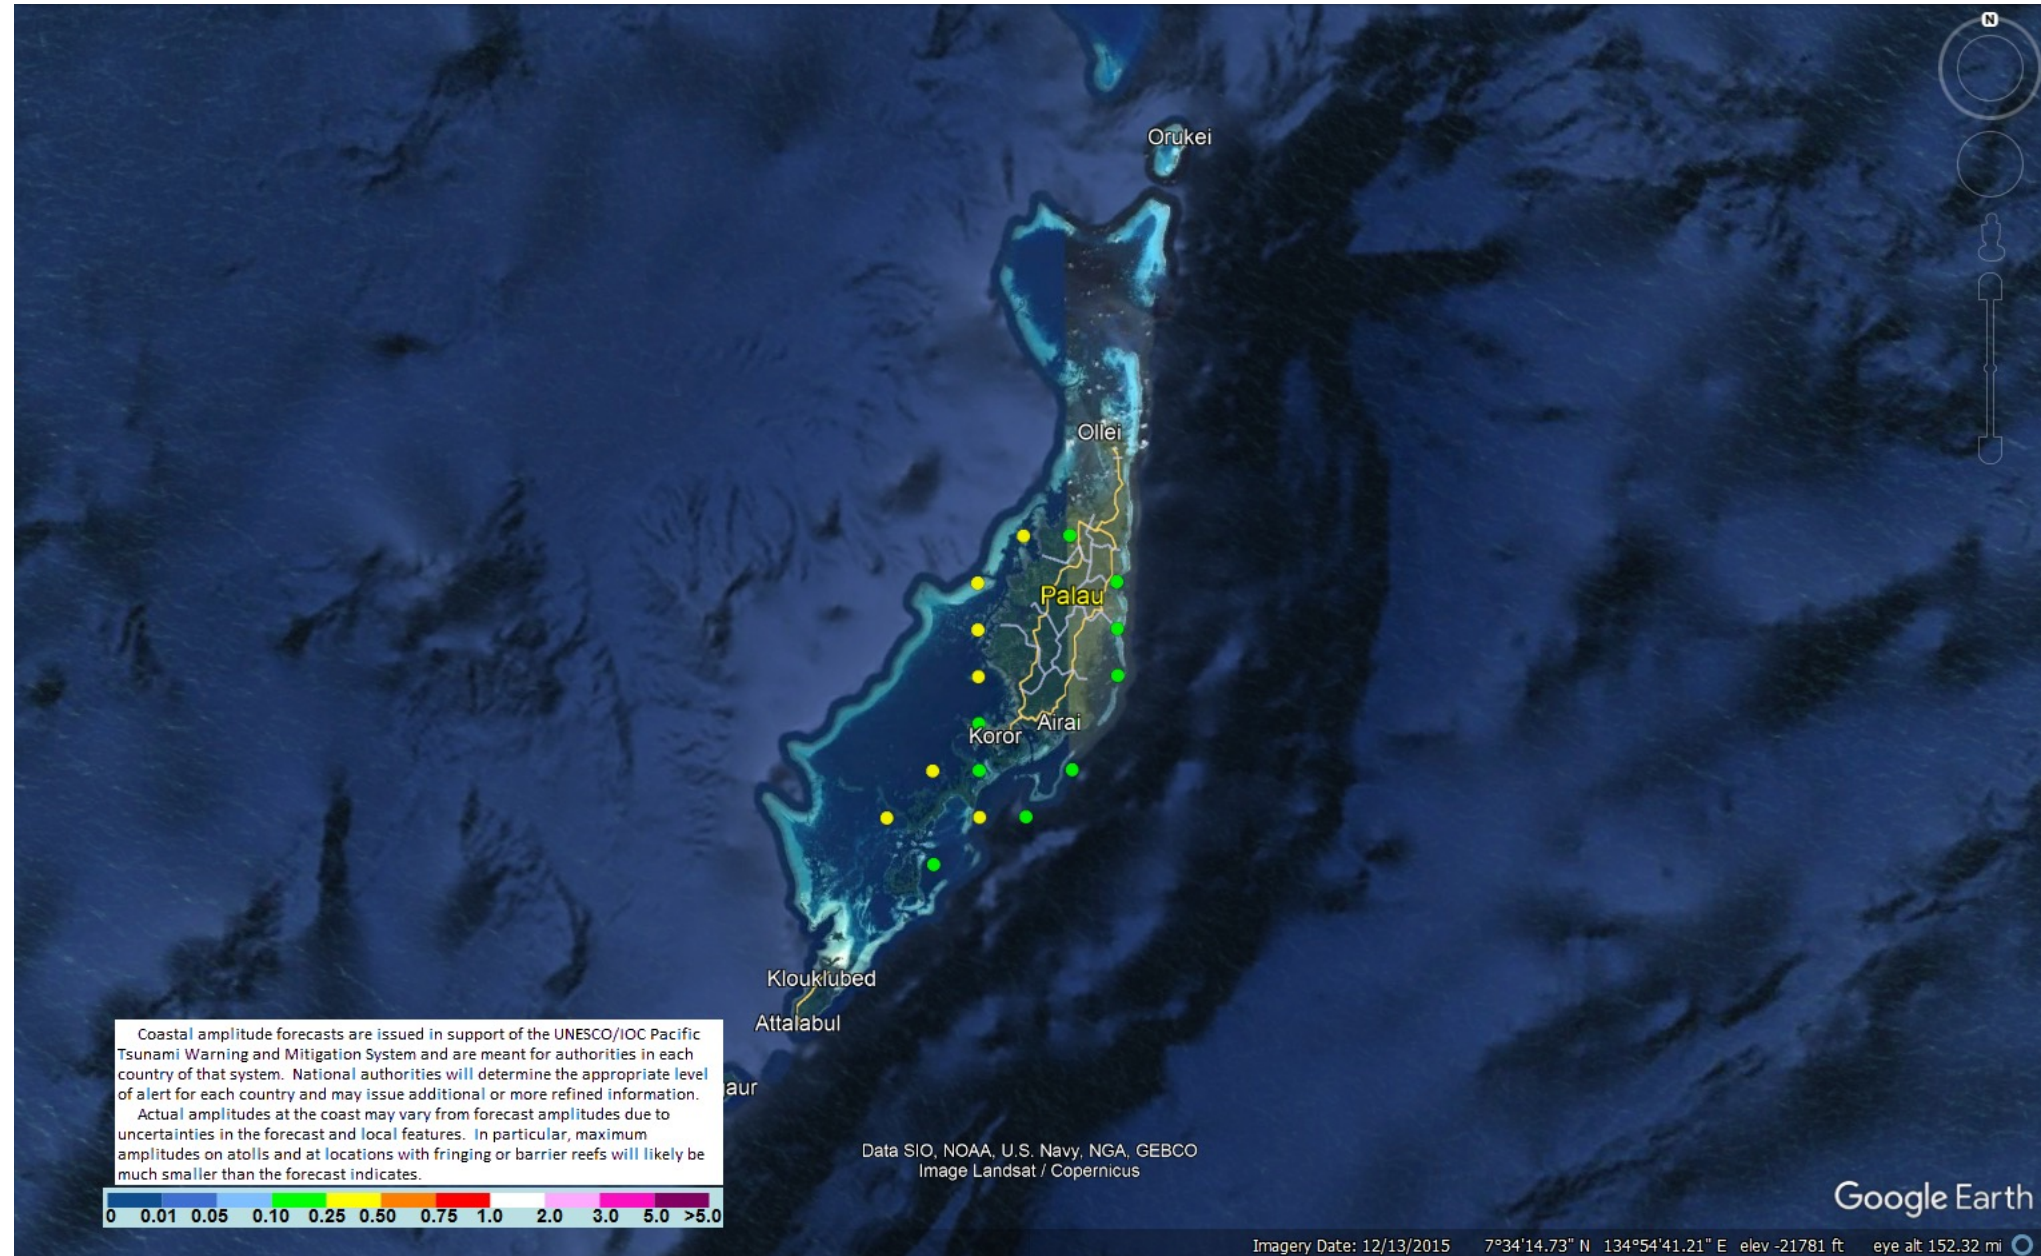 N
Orukei
Ollei
Palau
Airai
Koror
Klouklubed
Attalabul
aur
Coastal amplitude forecasts are issued in support of the UNESCO/IOC Pacific
Tsunami Warning and Mitigation System and are meant for authorities in each
country of that system. National authorities will determine the appropriate level
of alert for each country and may issue additional or more refined information.
Actual amplitudes at the coast may vary from forecast amplitudes due to
uncertainties in the forecast and local features. In particular, maximum
amplitudes on atolls and at locations with fringing or barrier reefs will likely be
much smaller than the forecast indicates.
0 0.01 0.05 0.10 0.25 0.50 0.75 1.0 2.0 3.0 5.0 >5.0
Data SIO, NOAA, U.S. Navy, NGA, GEBCO
Image Landsat / Copernicus
Google Earth
Imagery Date: 12/13/2015 7°34'14.73" N 134°54'41.21" E elev -21781 ft eye alt 152.32 mi